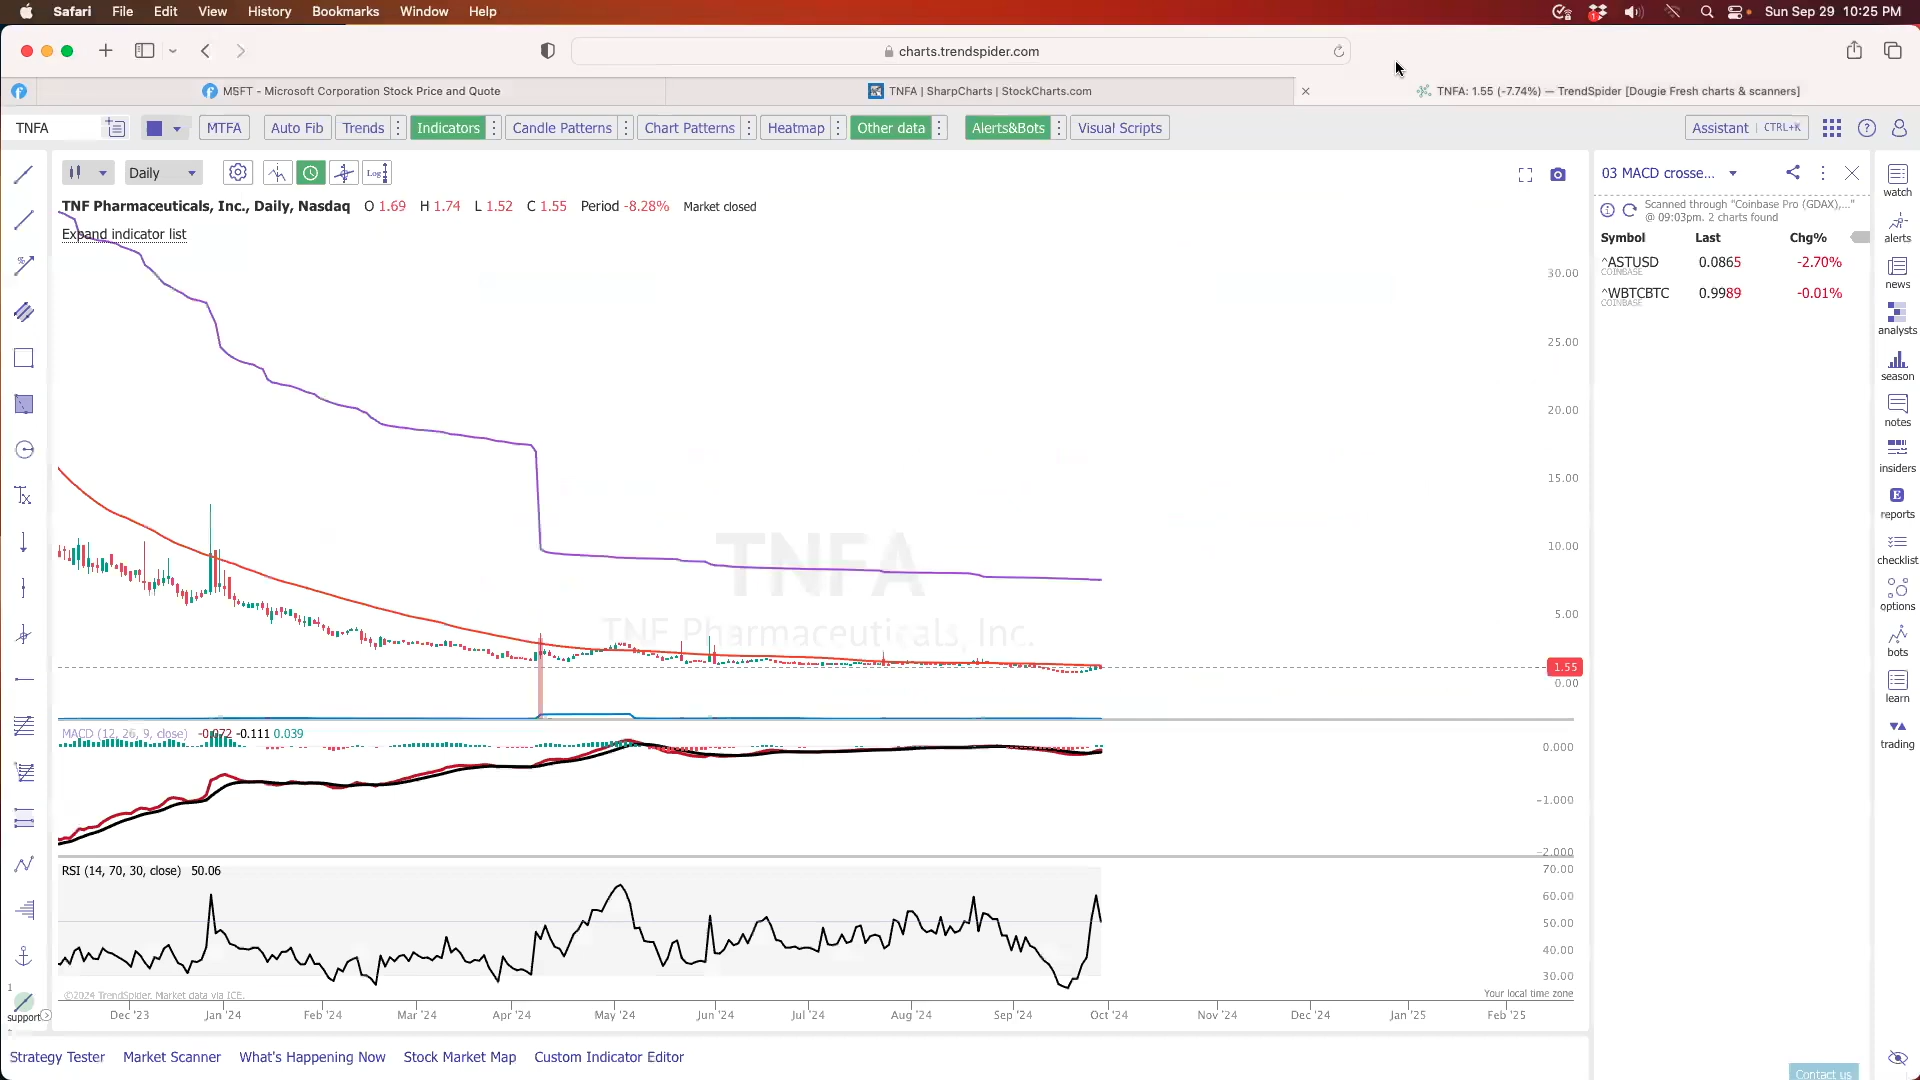 Safari File Edit View History Bookmarks Window Help Sun Sep 29 10:25 PM
charts.trendspider.com
MSFT - Microsoft Corporation Stock Price and Quote
TNFA | SharpCharts | StockCharts.com
TNFA: 1.55 (-7.74%) — TrendSpider [Dougie Fresh charts & scanners]
TNFA MTFA Auto Fib Trends Indicators Candle Patterns Chart Patterns Heatmap Other data Alerts&Bots Visual Scripts Assistant CTRL+K
Daily Log
TNF Pharmaceuticals, Inc., Daily, Nasdaq O 1.69 H 1.74 L 1.52 C 1.55 Period -8.28% Market closed
Expand indicator list
30.00
25.00
20.00
15.00
10.00
5.00
1.55
0.00
TNFA
TNF Pharmaceuticals, Inc.
MACD (12, 26, 9, close) -0.072 -0.111 0.039
0.000
-1.000
-2.000
RSI (14, 70, 30, close) 50.06
70.00
60.00
50.00
40.00
30.00
©2024 TrendSpider. Market data via ICE.
Your local time zone
Dec '23 Jan '24 Feb '24 Mar '24 Apr '24 May '24 Jun '24 Jul '24 Aug '24 Sep '24 Oct '24 Nov '24 Dec '24 Jan '25 Feb '25
1
support
Strategy Tester Market Scanner What's Happening Now Stock Market Map Custom Indicator Editor
03 MACD crosse...
Scanned through "Coinbase Pro (GDAX),..."
@ 09:03pm. 2 charts found
Symbol Last Chg%
^ASTUSD 0.0865 -2.70%
COINBASE
^WBTCBTC 0.9989 -0.01%
COINBASE
watch
alerts
news
analysts
season
notes
insiders
E
reports
checklist
options
bots
learn
trading
Contact us